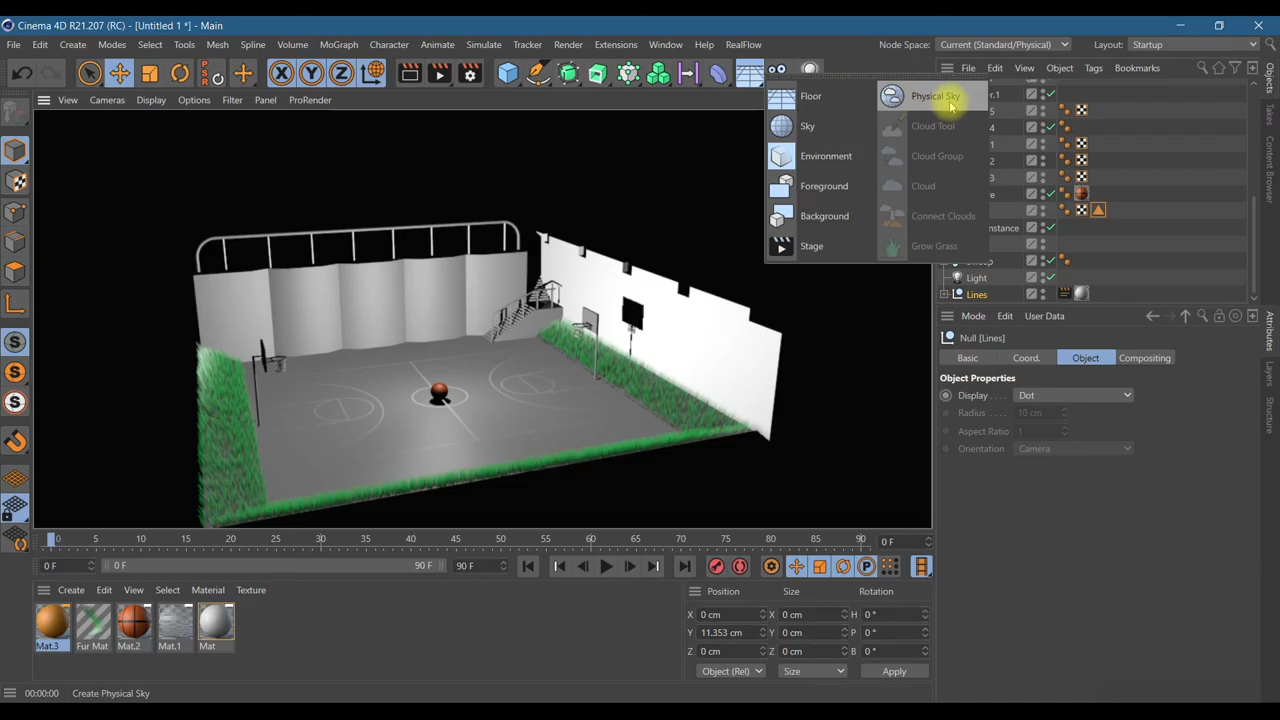 Cinema 4D R21.207 (RC) - [Untitled 1 *] - Main
File Edit Create Modes Select Tools Mesh Spline Volume MoGraph Character Animate Simulate Tracker Render Extensions Window Help RealFlow Node Space: Current (Standard/Physical) Layout: Startup
X Y Z
PSR
File Edit View Object Tags Bookmarks
View Cameras Display Options Filter Panel ProRender
Floor Physical Sky
Sky Cloud Tool
Environment Cloud Group
Foreground Cloud
Background Connect Clouds
Stage Grow Grass
Light
Lines
Objects
Takes
Content Browser
Mode Edit User Data
Null [Lines]
Basic Coord. Object Compositing
Object Properties
Display . . . . Dot
Radius . . . . 10 cm
Aspect Ratio 1
Orientation Camera
Attributes
Layers
Structure
0 5 10 15 20 25 30 35 40 45 50 55 60 65 70 75 80 85 90 0 F
0 F 0 F 90 F 90 F
Create Edit View Select Material Texture
Mat.3 Fur Mat Mat.2 Mat.1 Mat
Position Size Rotation
X 0 cm X 0 cm H 0 °
Y 11.353 cm Y 0 cm P 0 °
Z 0 cm Z 0 cm B 0 °
Object (Rel) Size Apply
00:00:00 Create Physical Sky